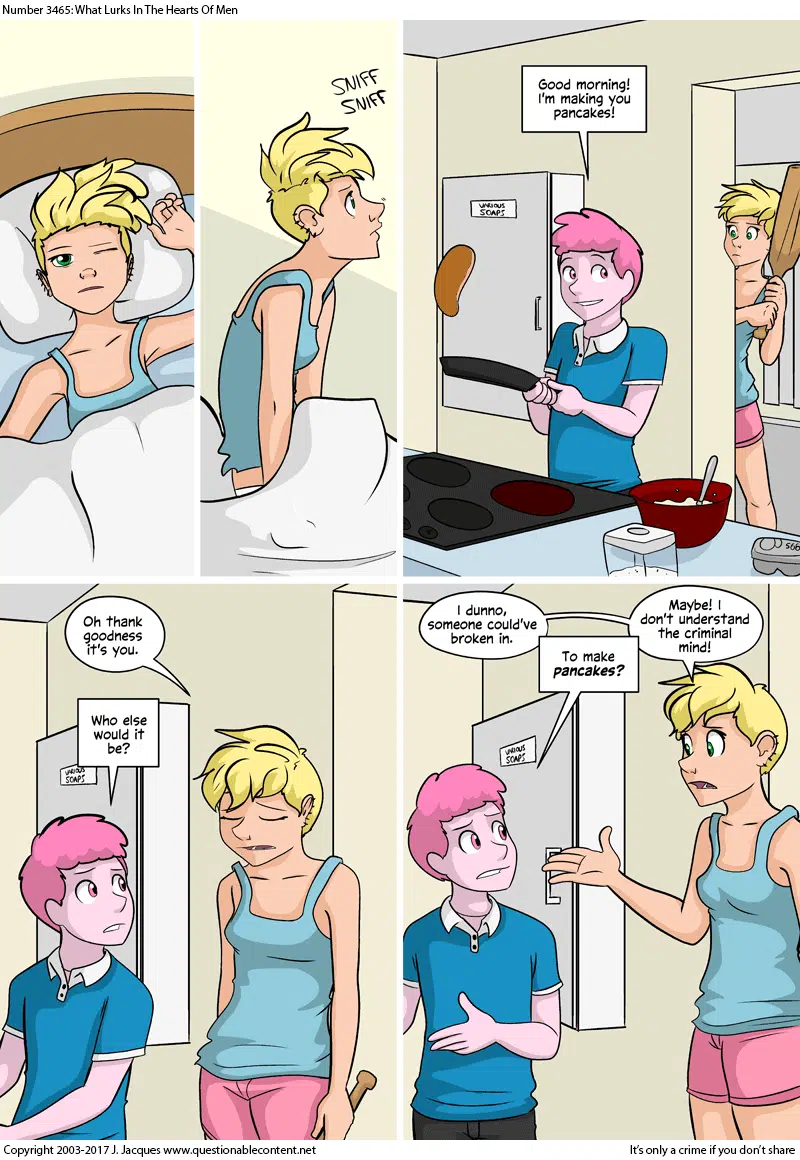 Number 3465: What Lurks In The Hearts Of Men
SNIFF
SNIFF
Good morning!
I'm making you
pancakes!
VARIOUS
SOAPS
Oh thank
goodness
it's you.
Who else
would it
be?
VARIOUS
SOAPS
I dunno,
someone could've
broken in.
To make
pancakes?
Maybe! I
don't understand
the criminal
mind!
VARIOUS
SOAPS
Copyright 2003-2017 J. Jacques www.questionablecontent.net
It's only a crime if you don't share